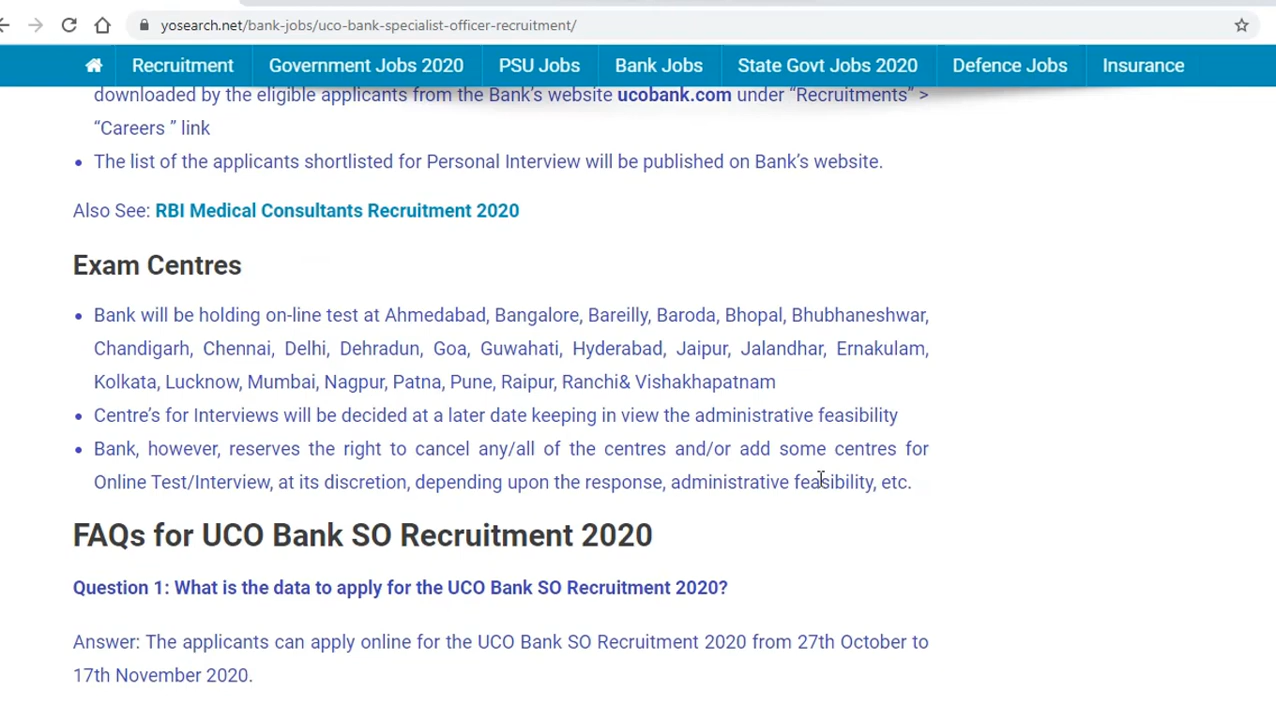 yosearch.net/bank-jobs/uco-bank-specialist-officer-recruitment/
Recruitment Government Jobs 2020 PSU Jobs Bank Jobs State Govt Jobs 2020 Defence Jobs Insurance
downloaded by the eligible applicants from the Bank's website ucobank.com under “Recruitments” >
“Careers ” link
The list of the applicants shortlisted for Personal Interview will be published on Bank's website.
Also See: RBI Medical Consultants Recruitment 2020
Exam Centres
Bank will be holding on-line test at Ahmedabad, Bangalore, Bareilly, Baroda, Bhopal, Bhubhaneshwar,
Chandigarh, Chennai, Delhi, Dehradun, Goa, Guwahati, Hyderabad, Jaipur, Jalandhar, Ernakulam,
Kolkata, Lucknow, Mumbai, Nagpur, Patna, Pune, Raipur, Ranchi& Vishakhapatnam
Centre's for Interviews will be decided at a later date keeping in view the administrative feasibility
Bank, however, reserves the right to cancel any/all of the centres and/or add some centres for
Online Test/Interview, at its discretion, depending upon the response, administrative feasibility, etc.
FAQs for UCO Bank SO Recruitment 2020
Question 1: What is the data to apply for the UCO Bank SO Recruitment 2020?
Answer: The applicants can apply online for the UCO Bank SO Recruitment 2020 from 27th October to
17th November 2020.